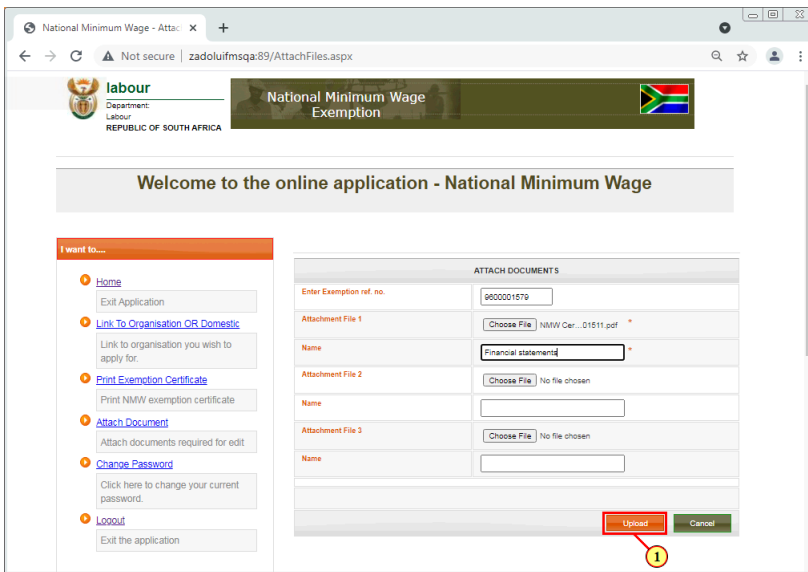 National Minimum Wage - Attac
Not secure | zadoluifmsqa:89/AttachFiles.aspx
labour
Department:
Labour
REPUBLIC OF SOUTH AFRICA
National Minimum Wage
Exemption
Welcome to the online application - National Minimum Wage
I want to....
Home
Exit Application
Link To Organisation OR Domestic
Link to organisation you wish to
apply for.
Print Exemption Certificate
Print NMW exemption certificate
Attach Document
Attach documents required for edit
Change Password
Click here to change your current
password.
Logout
Exit the application
ATTACH DOCUMENTS
Enter Exemption ref. no.
9600001579
Attachment File 1
Choose File NMW Cer...01511.pdf *
Name
Financial statements *
Attachment File 2
Choose File No file chosen
Name
Attachment File 3
Choose File No file chosen
Name
Upload
Cancel
1